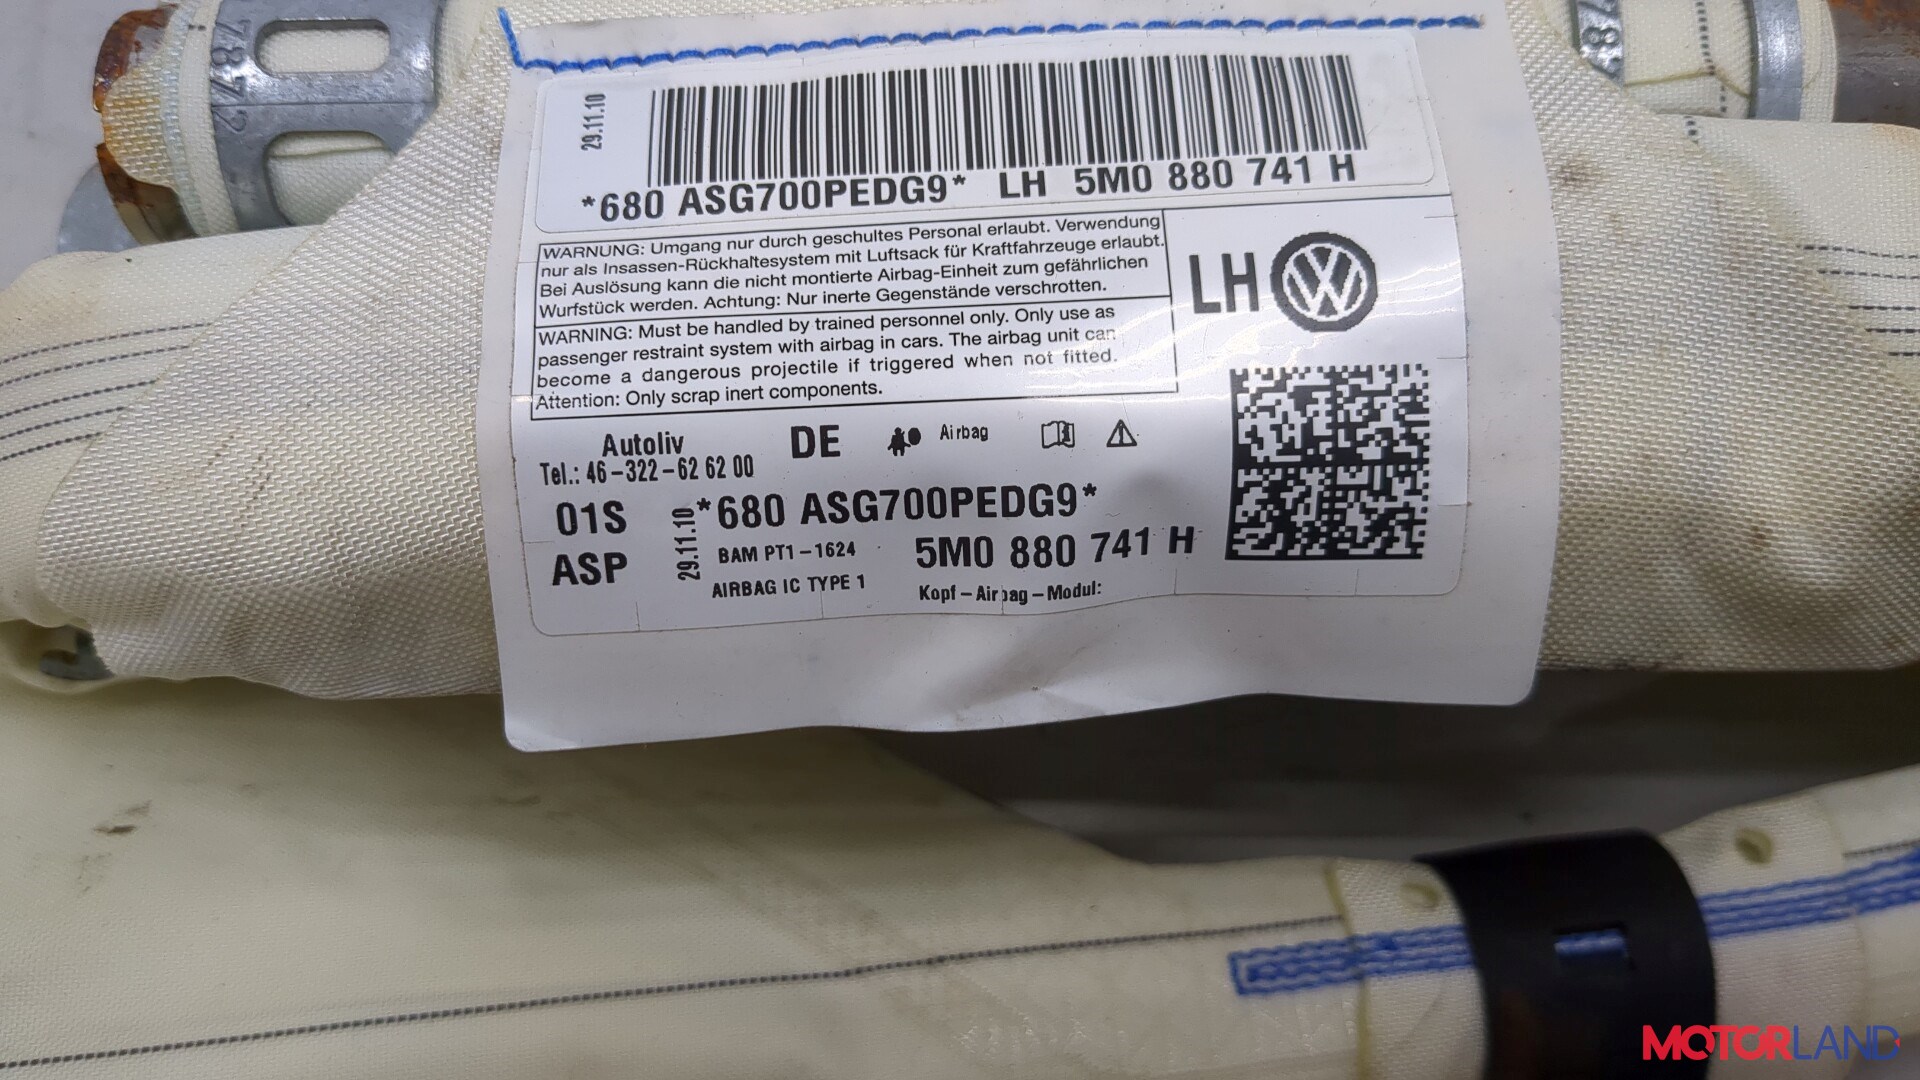 7872
78
29.11.10
*680 ASG700PEDG9* LH 5M0 880 741 H
WARNUNG: Umgang nur durch geschultes Personal erlaubt. Verwendung
nur als Insassen-Rückhaltesystem mit Luftsack für Kraftfahrzeuge erlaubt.
Bei Auslösung kann die nicht montierte Airbag-Einheit zum gefährlichen
Wurfstück werden. Achtung: Nur inerte Gegenstände verschrotten.
WARNING: Must be handled by trained personnel only. Only use as
passenger restraint system with airbag in cars. The airbag unit can
become a dangerous projectile if triggered when not fitted.
Attention: Only scrap inert components.
LH
Autoliv DE Airbag
Tel.: 46-322-62 62 00
01S *680 ASG700PEDG9*
ASP 29.11.10 BAM PT1-1624 5M0 880 741 H
AIRBAG IC TYPE 1 Kopf-Airbag-Modul:
MOTORLAND